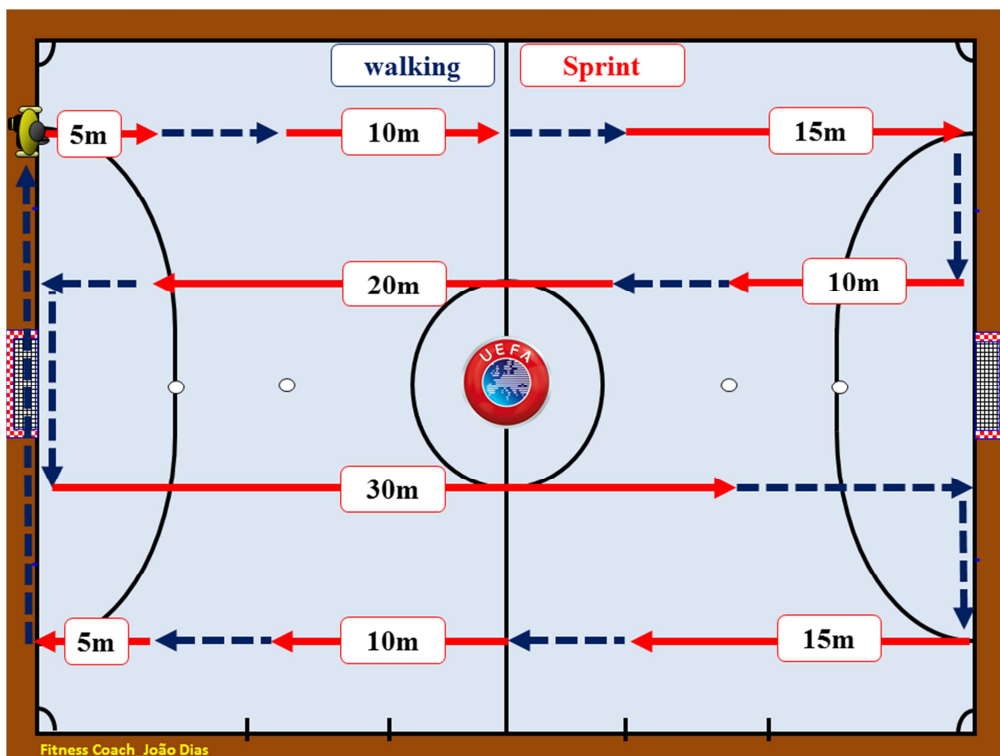 walking
Sprint
5m
10m
15m
20m
10m
UEFA
30m
5m
10m
15m
Fitness Coach João Dias